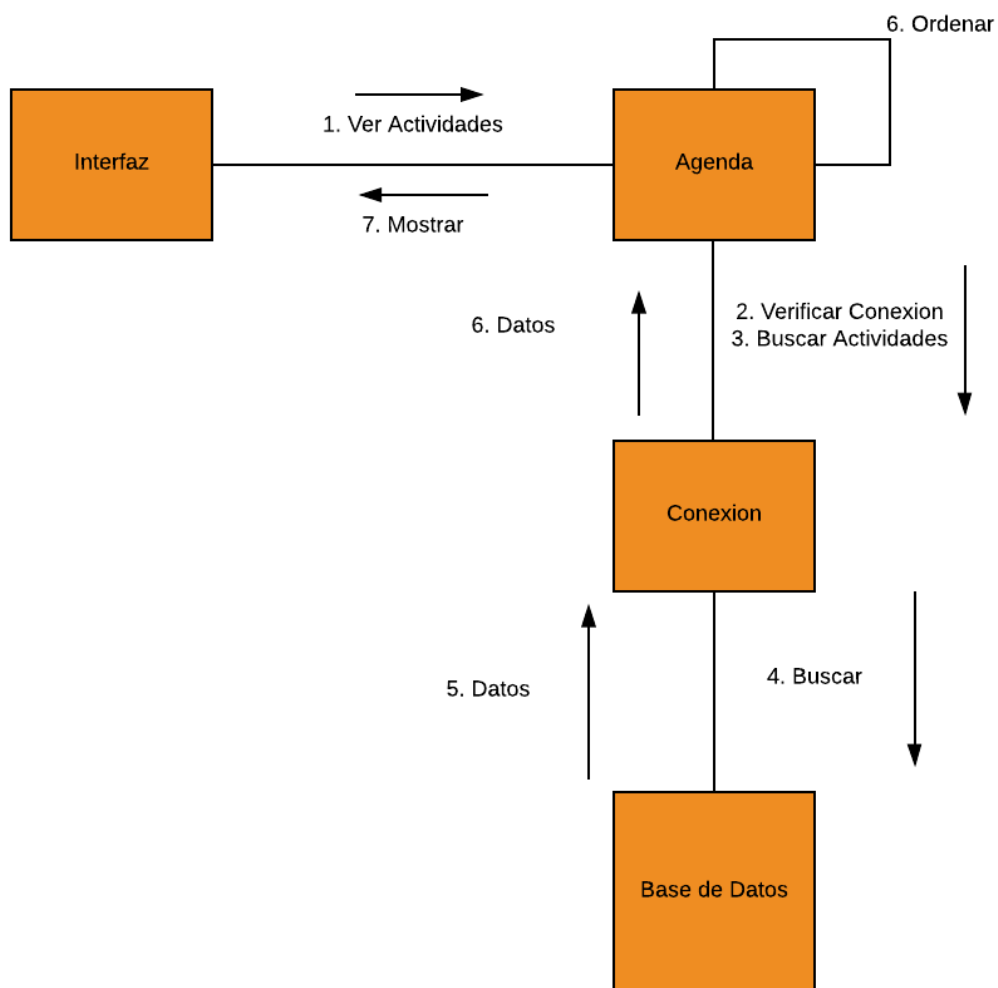 6. Ordenar
1. Ver Actividades
Interfaz
Agenda
7. Mostrar
6. Datos
2. Verificar Conexion
3. Buscar Actividades
Conexion
5. Datos
4. Buscar
Base de Datos